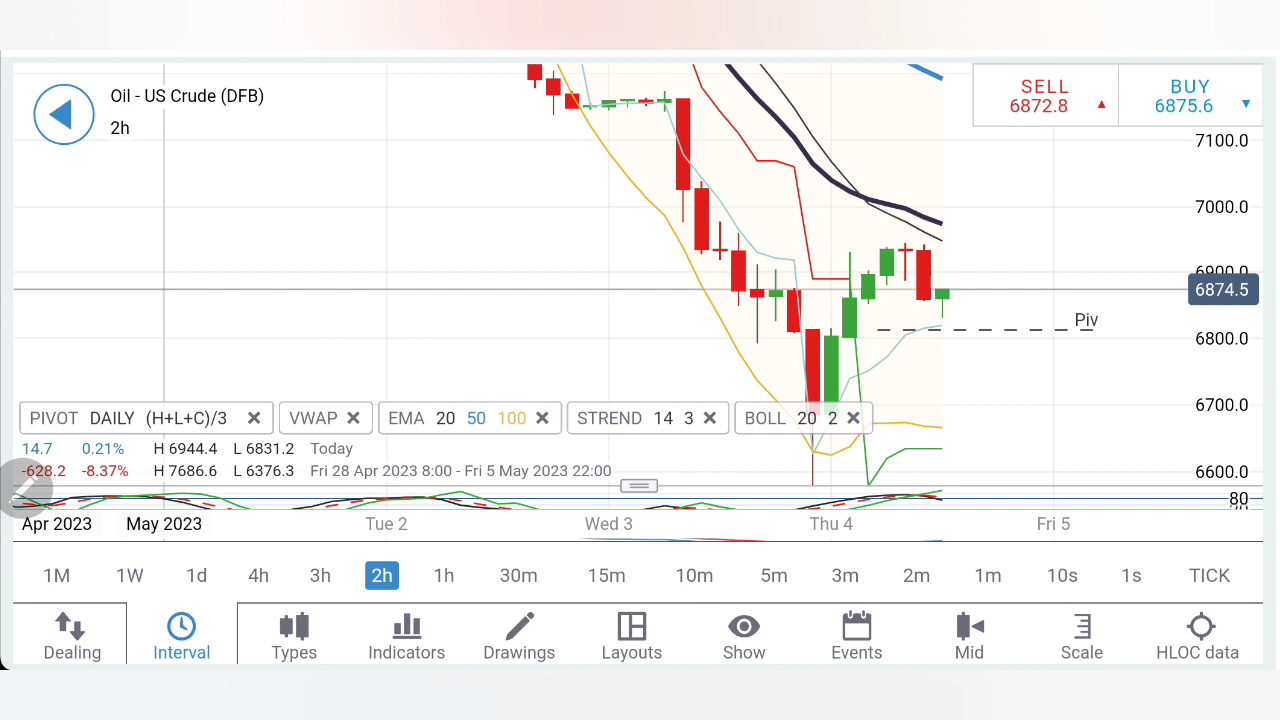 Oil - US Crude (DFB)
2h
SELL
6872.8
BUY
6875.6
7100.0
7000.0
6900.0
6874.5
Piv
6800.0
6700.0
6600.0
80
PIVOT DAILY (H+L+C)/3
VWAP
EMA 20 50 100
STREND 14 3
BOLL 20 2
14.7 0.21% H 6944.4 L 6831.2 Today
-628.2 -8.37% H 7686.6 L 6376.3 Fri 28 Apr 2023 8:00 - Fri 5 May 2023 22:00
Apr 2023 May 2023 Tue 2 Wed 3 Thu 4 Fri 5
1M 1W 1d 4h 3h 2h 1h 30m 15m 10m 5m 3m 2m 1m 10s 1s TICK
Dealing Interval Types Indicators Drawings Layouts Show Events Mid Scale HLOC data